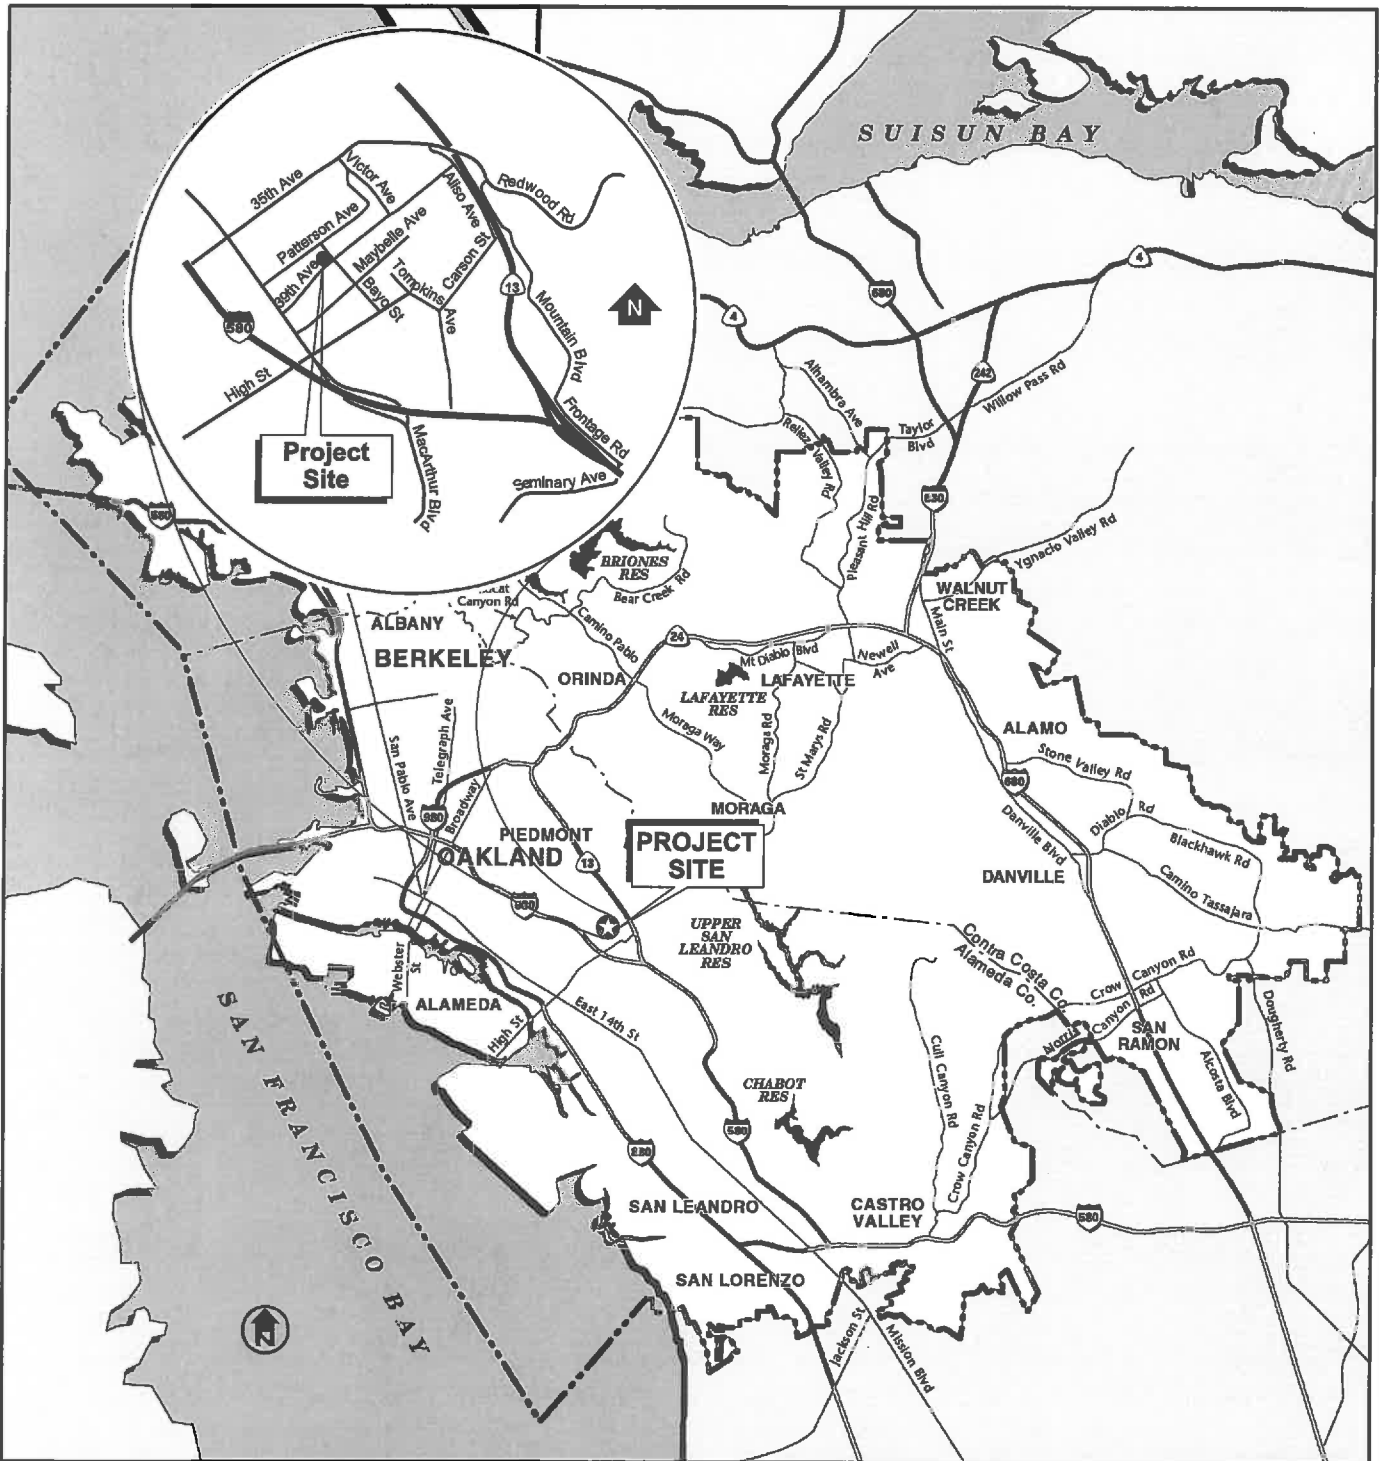 SUISUN BAY
35th Ave
Victor Ave
Aliso Ave
Redwood Rd
Patterson Ave
Maybelle Ave
39th Ave
Bayo St
Tompkins
Ave
Carson St
13
Mountain Blvd
N
580
High St
Frontage Rd
MacArthur Blvd
Seminary Ave
Project
Site
4
4
680
242
Alhambra Ave
Willow Pass Rd
Taylor
Blvd
Reliez
Valley Rd
Pleasant Hill Rd
Ygnacio Valley Rd
BRIONES
RES
Bear Creek Rd
Canyon Rd
Camino Pablo
WALNUT
CREEK
Main St
ALBANY
BERKELEY
24
ORINDA
Mt Diablo Blvd
Newell
Ave
LAFAYETTE
LAFAYETTE
RES
Moraga Way
Moraga Rd
St Marys Rd
ALAMO
Stone Valley Rd
680
San Pablo Ave
Telegraph Ave
Broadway
980
MORAGA
Danville Blvd
Diablo Rd
Blackhawk Rd
PIEDMONT
OAKLAND
13
PROJECT
SITE
DANVILLE
Camino Tassajara
UPPER
SAN
LEANDRO
RES
Contra Costa Co.
Alameda Co.
Crow Canyon Rd
Norris
Canyon
Rd
SAN
RAMON
Dougherty Rd
Alcosta Blvd
Webster
St
ALAMEDA
High St
East 14th St
SAN FRANCISCO BAY
CHABOT
RES
Cull Canyon Rd
Crow Canyon Rd
580
SAN LEANDRO
CASTRO
VALLEY
580
SAN LORENZO
N
Jackson St
Mission Blvd